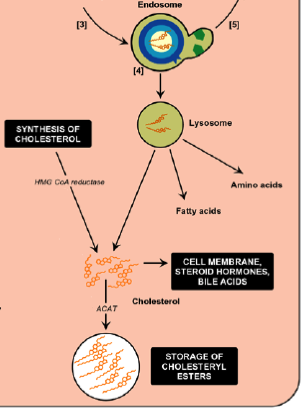 Endosome
[3]
[5]
[4]
Lysosome
SYNTHESIS OF
CHOLESTEROL
HMG CoA reductase
Amino acids
Fatty acids
CELL MEMBRANE,
STEROID HORMONES,
BILE ACIDS
Cholesterol
ACAT
STORAGE OF
CHOLESTERYL
ESTERS